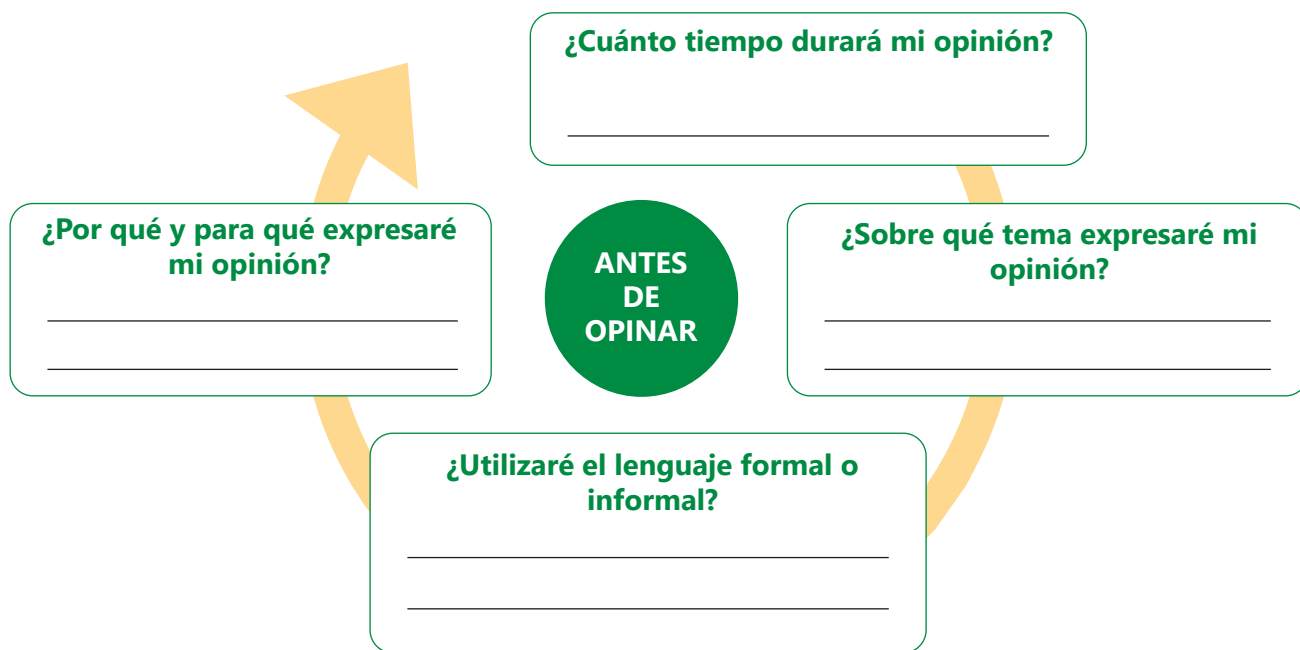 ¿Cuánto tiempo durará mi opinión?
¿Por qué y para qué expresaré
mi opinión?
ANTES
DE
OPINAR
¿Sobre qué tema expresaré mi
opinión?
¿Utilizaré el lenguaje formal o
informal?